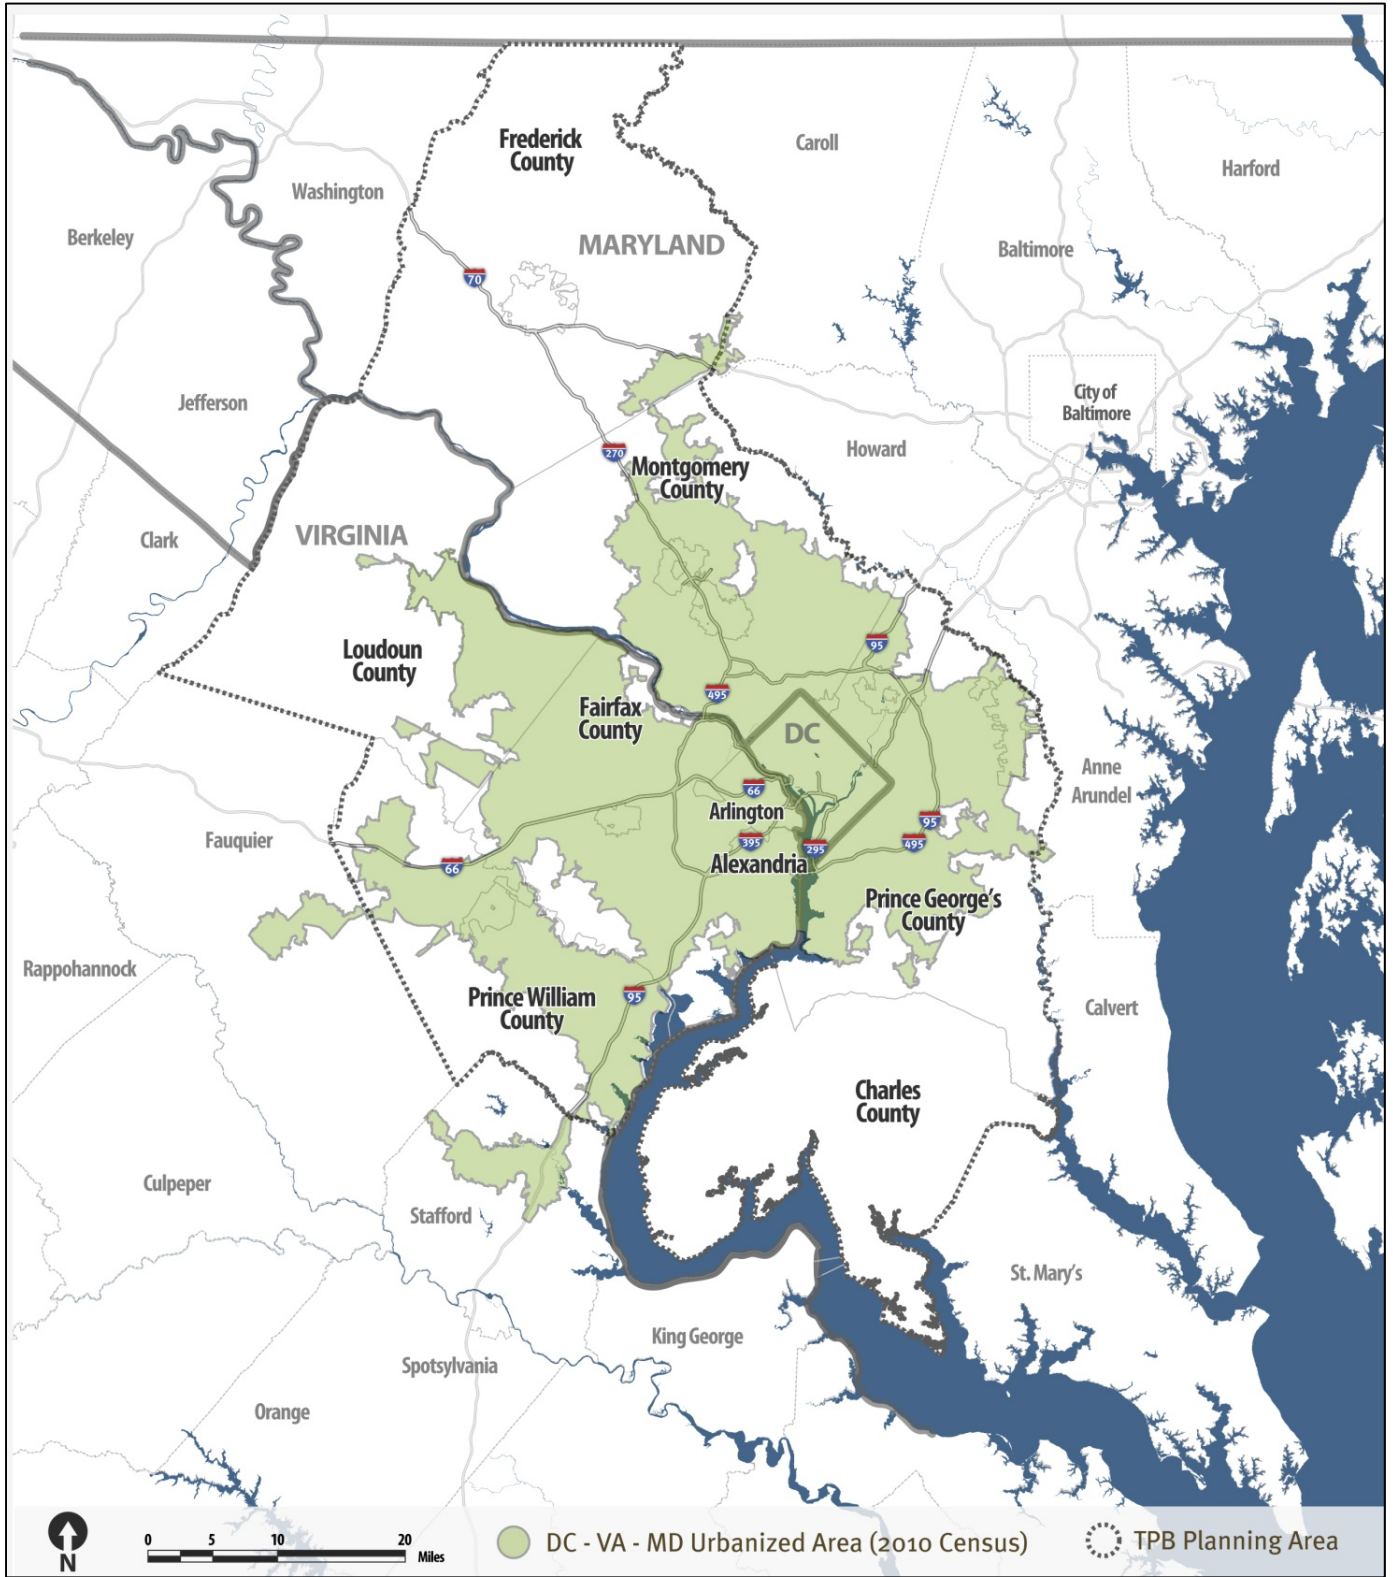 Frederick
County
Caroll
Harford
Washington
Berkeley
MARYLAND
Baltimore
70
Jefferson
City of
Baltimore
Howard
270
Montgomery
County
VIRGINIA
Clark
Loudoun
County
95
495
Fairfax
County
DC
Anne
Arundel
66
Arlington
Fauquier
395
295
95
495
66
Alexandria
Prince George's
County
Rappohannock
Prince William
County
95
Calvert
Charles
County
Culpeper
Stafford
St. Mary's
King George
Spotsylvania
Orange
N
0 5 10 20
Miles
DC - VA - MD Urbanized Area (2010 Census)
TPB Planning Area